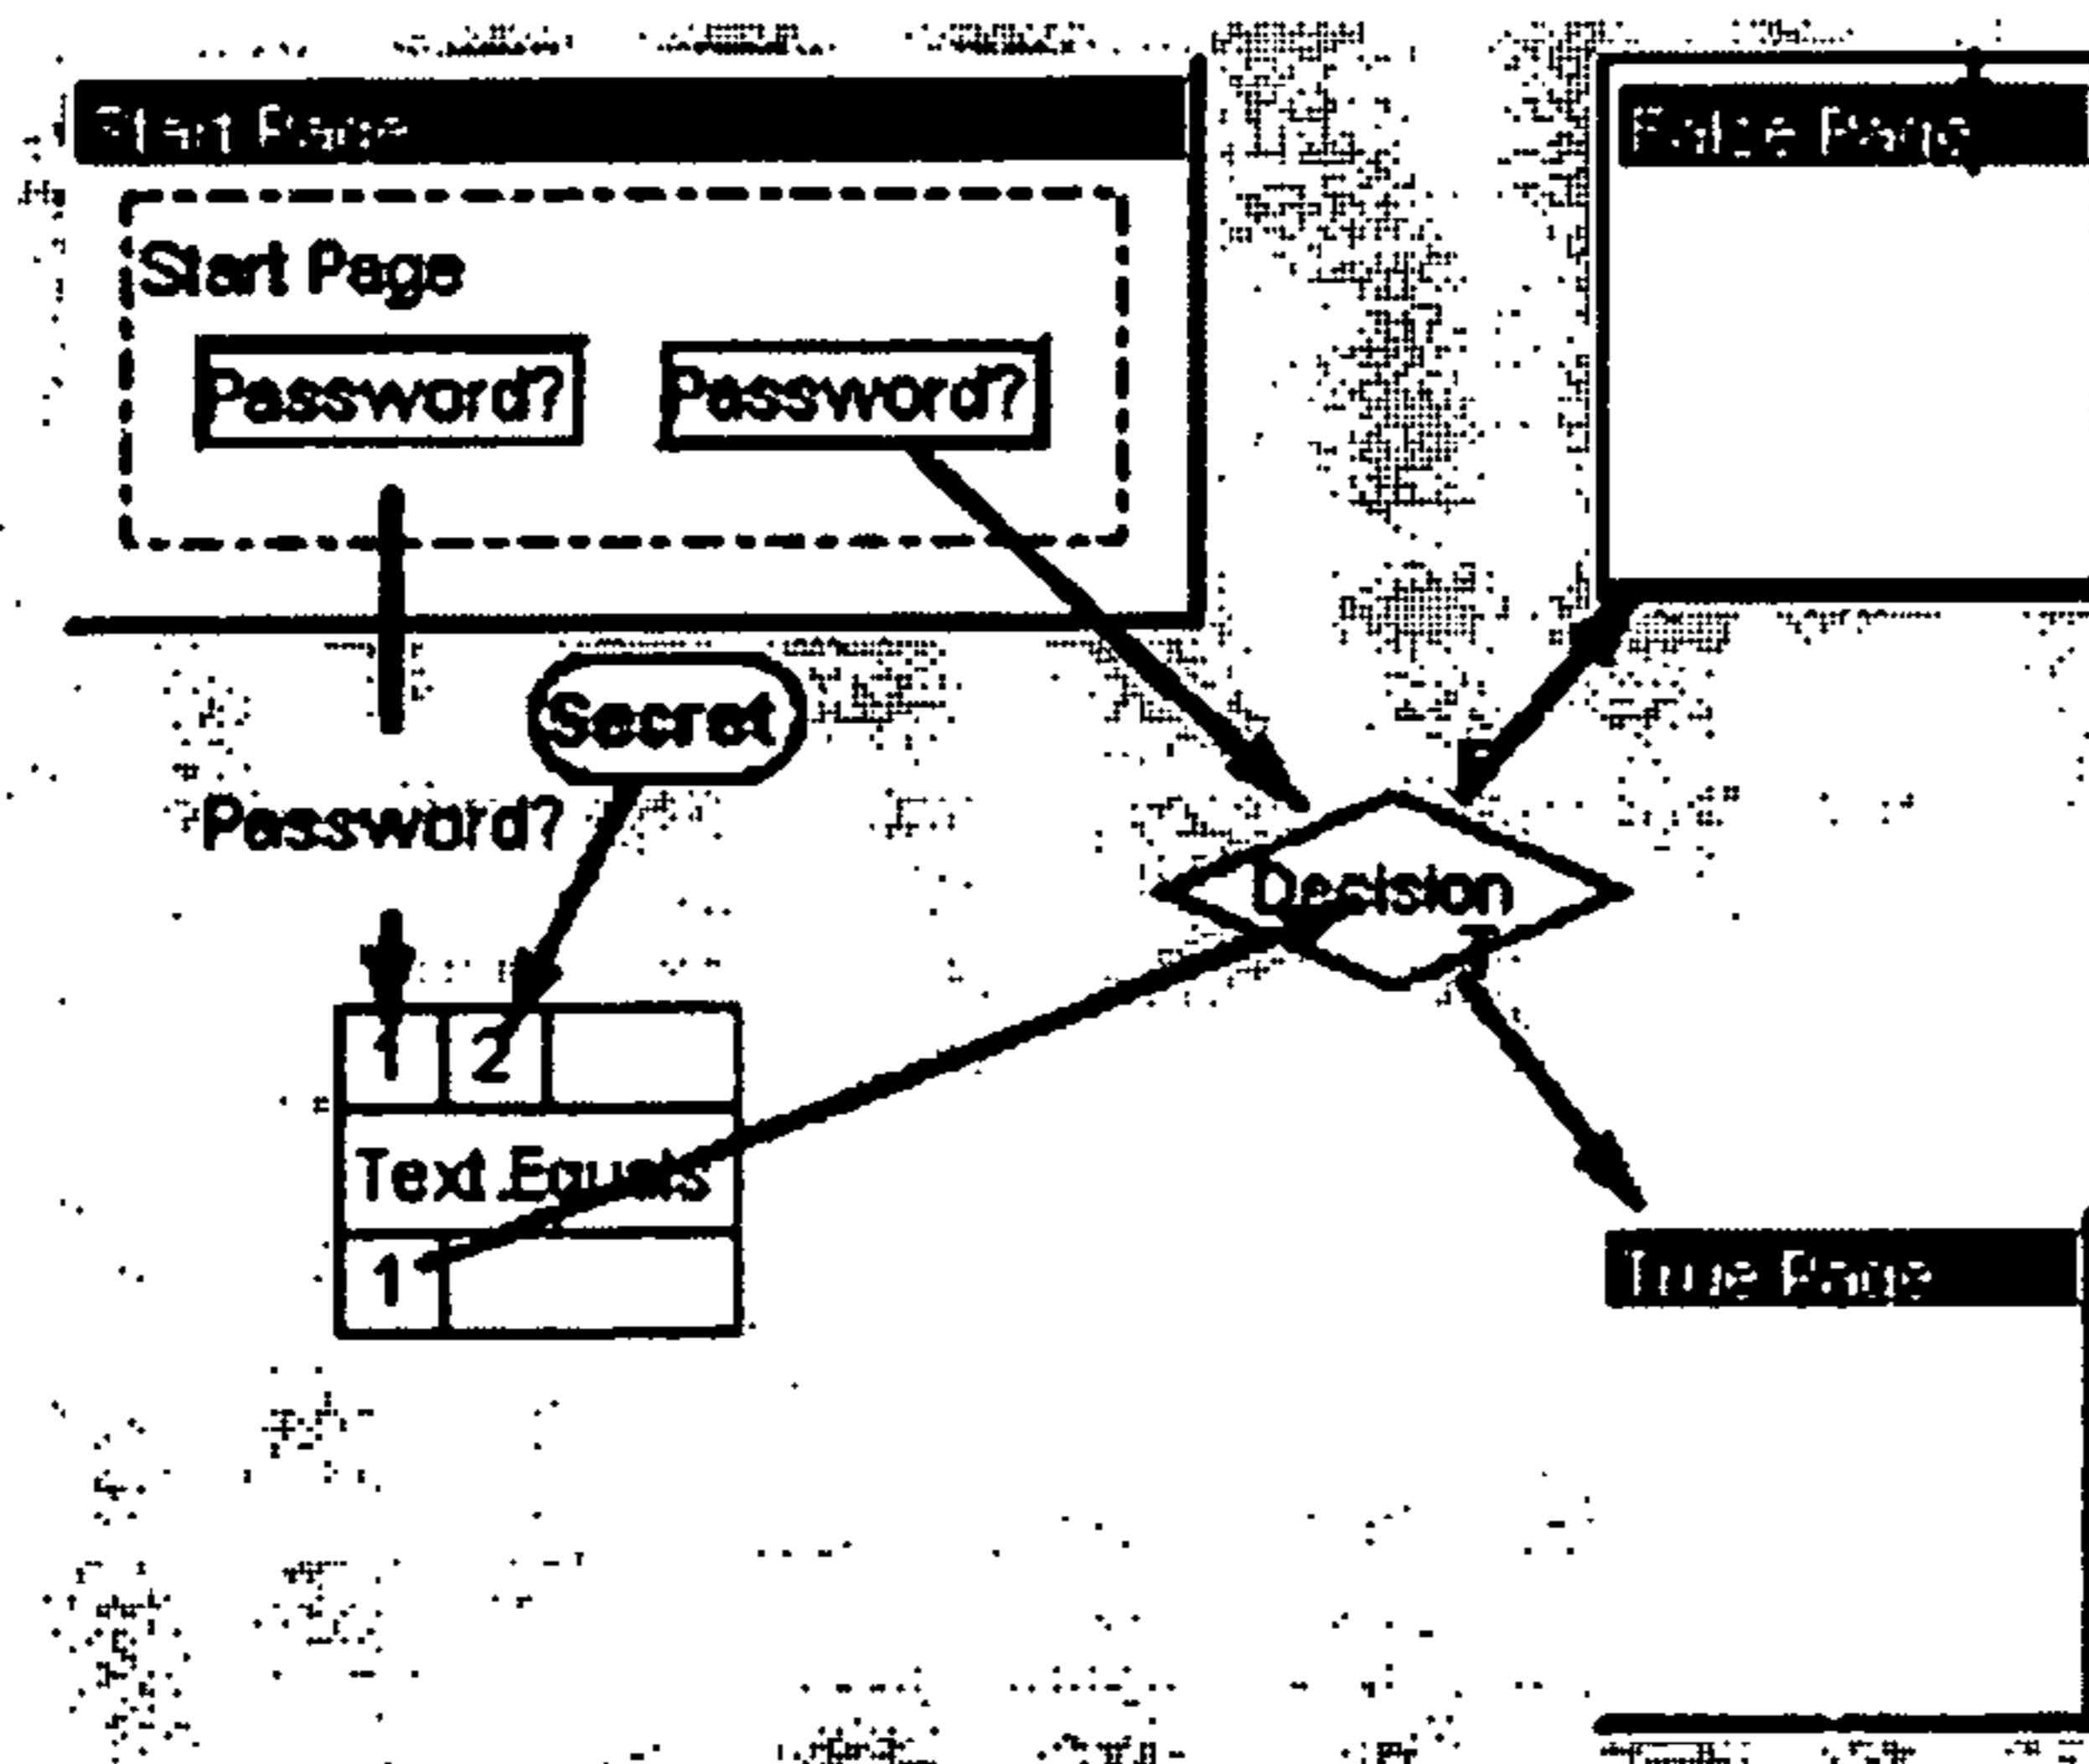 Start Page
False Page
Start Page
Password? Password?
Secret
F
Password?
Decision
T
1 2
Text.Equals
1
True Page